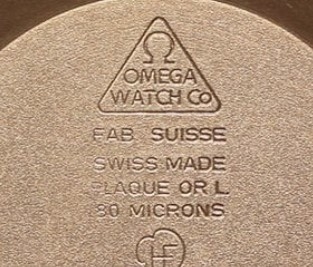 Ω
OMEGA
WATCH Co
FAB. SUISSE
SWISS MADE
PLAQUE OR L
80 MICRONS